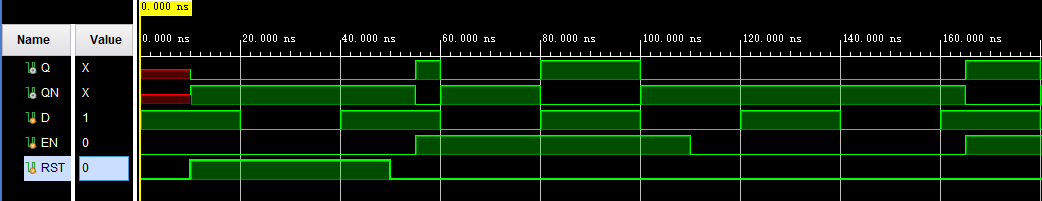 0.000 ns
Name Value 0.000 ns 20.000 ns 40.000 ns 60.000 ns 80.000 ns 100.000 ns 120.000 ns 140.000 ns 160.000 ns
Q X
QN X
D 1
EN 0
RST 0